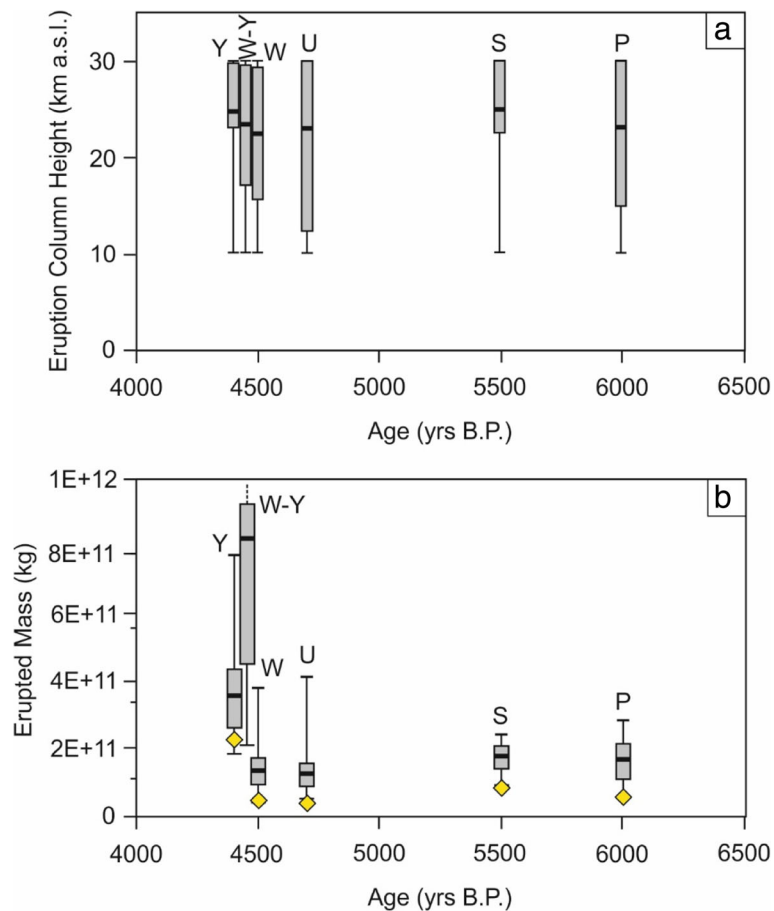 a
Y W-Y W U S P
30
20
10
0
Eruption Column Height (km a.s.l.)
4000 4500 5000 5500 6000 6500
Age (yrs B.P.)
b
1E+12
8E+11
6E+11
4E+11
2E+11
0
Erupted Mass (kg)
W-Y
Y
W U
S P
4000 4500 5000 5500 6000 6500
Age (yrs B.P.)